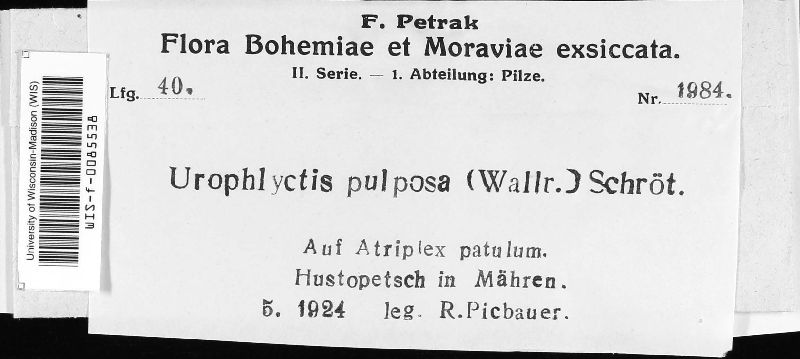 F. Petrak
Flora Bohemiae et Moraviae exsiccata.
II. Serie. — 1. Abteilung: Pilze.
Lfg. 40.
Nr. 1984.
Urophlyctis pulposa (Wallr.) Schröt.
Auf Atriplex patulum.
Hustopetsch in Mähren.
5. 1924 leg. R.Picbauer.
University of Wisconsin-Madison (WIS)
WIS-f-0085538